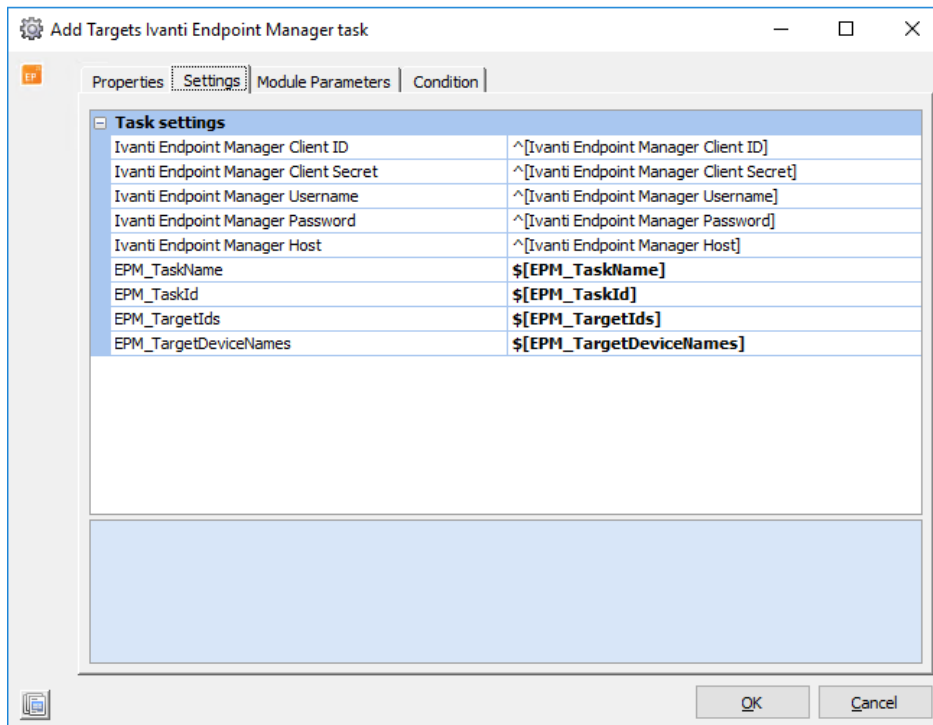 Add Targets Ivanti Endpoint Manager task
EP
Properties Settings Module Parameters Condition
Task settings
Ivanti Endpoint Manager Client ID ^[Ivanti Endpoint Manager Client ID]
Ivanti Endpoint Manager Client Secret ^[Ivanti Endpoint Manager Client Secret]
Ivanti Endpoint Manager Username ^[Ivanti Endpoint Manager Username]
Ivanti Endpoint Manager Password ^[Ivanti Endpoint Manager Password]
Ivanti Endpoint Manager Host ^[Ivanti Endpoint Manager Host]
EPM_TaskName $[EPM_TaskName]
EPM_TaskId $[EPM_TaskId]
EPM_TargetIds $[EPM_TargetIds]
EPM_TargetDeviceNames $[EPM_TargetDeviceNames]
OK Cancel